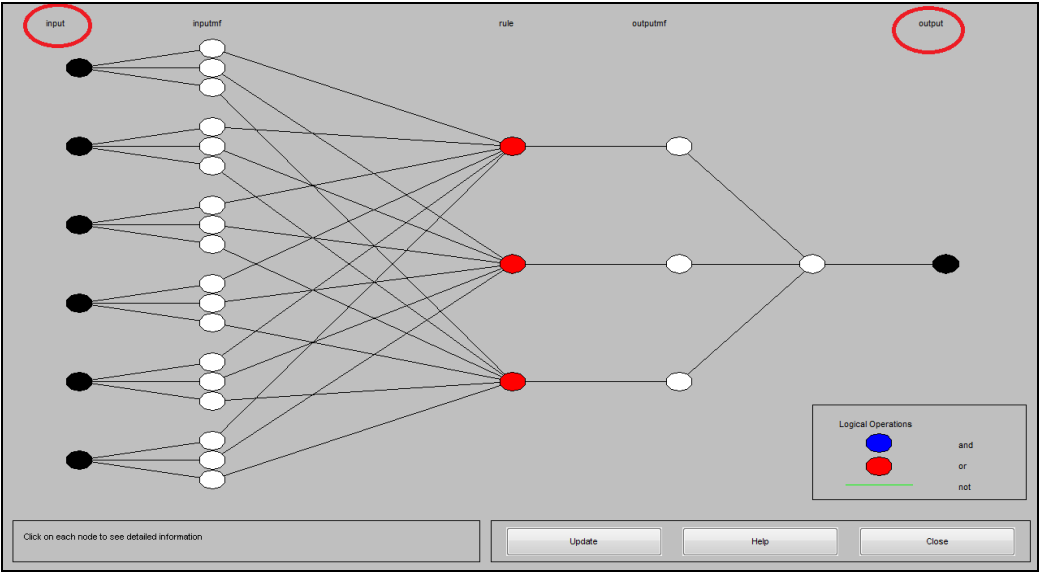 input inputmf rule outputmf output
Logical Operations
and
or
not
Click on each node to see detailed information
Update Help Close